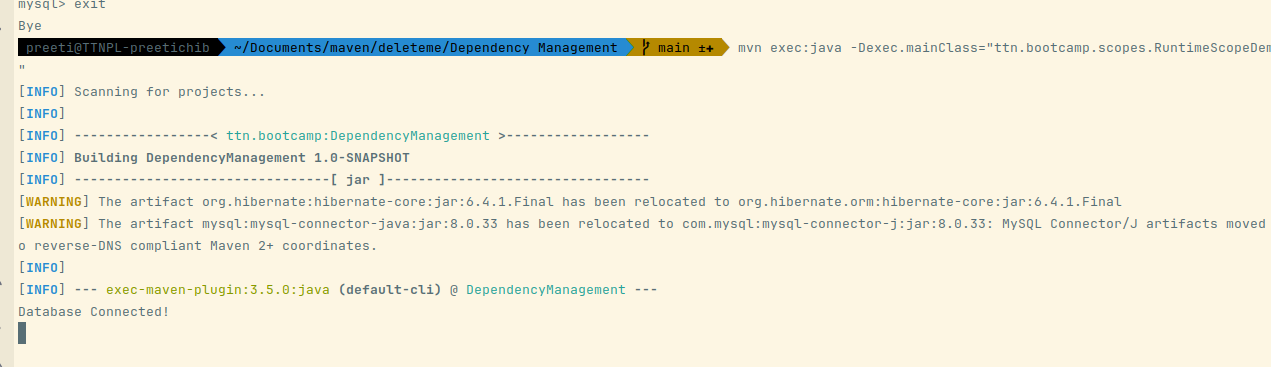 mysql> exit
Bye
preeti@TTNPL-preetichib ~/Documents/maven/deleteme/Dependency Management main ±✚ mvn exec:java -Dexec.mainClass="ttn.bootcamp.scopes.RuntimeScopeDem
"
[INFO] Scanning for projects...
[INFO]
[INFO] -----------------< ttn.bootcamp:DependencyManagement >------------------
[INFO] Building DependencyManagement 1.0-SNAPSHOT
[INFO] --------------------------------[ jar ]---------------------------------
[WARNING] The artifact org.hibernate:hibernate-core:jar:6.4.1.Final has been relocated to org.hibernate.orm:hibernate-core:jar:6.4.1.Final
[WARNING] The artifact mysql:mysql-connector-java:jar:8.0.33 has been relocated to com.mysql:mysql-connector-j:jar:8.0.33: MySQL Connector/J artifacts moved
o reverse-DNS compliant Maven 2+ coordinates.
[INFO]
[INFO] --- exec-maven-plugin:3.5.0:java (default-cli) @ DependencyManagement ---
Database Connected!